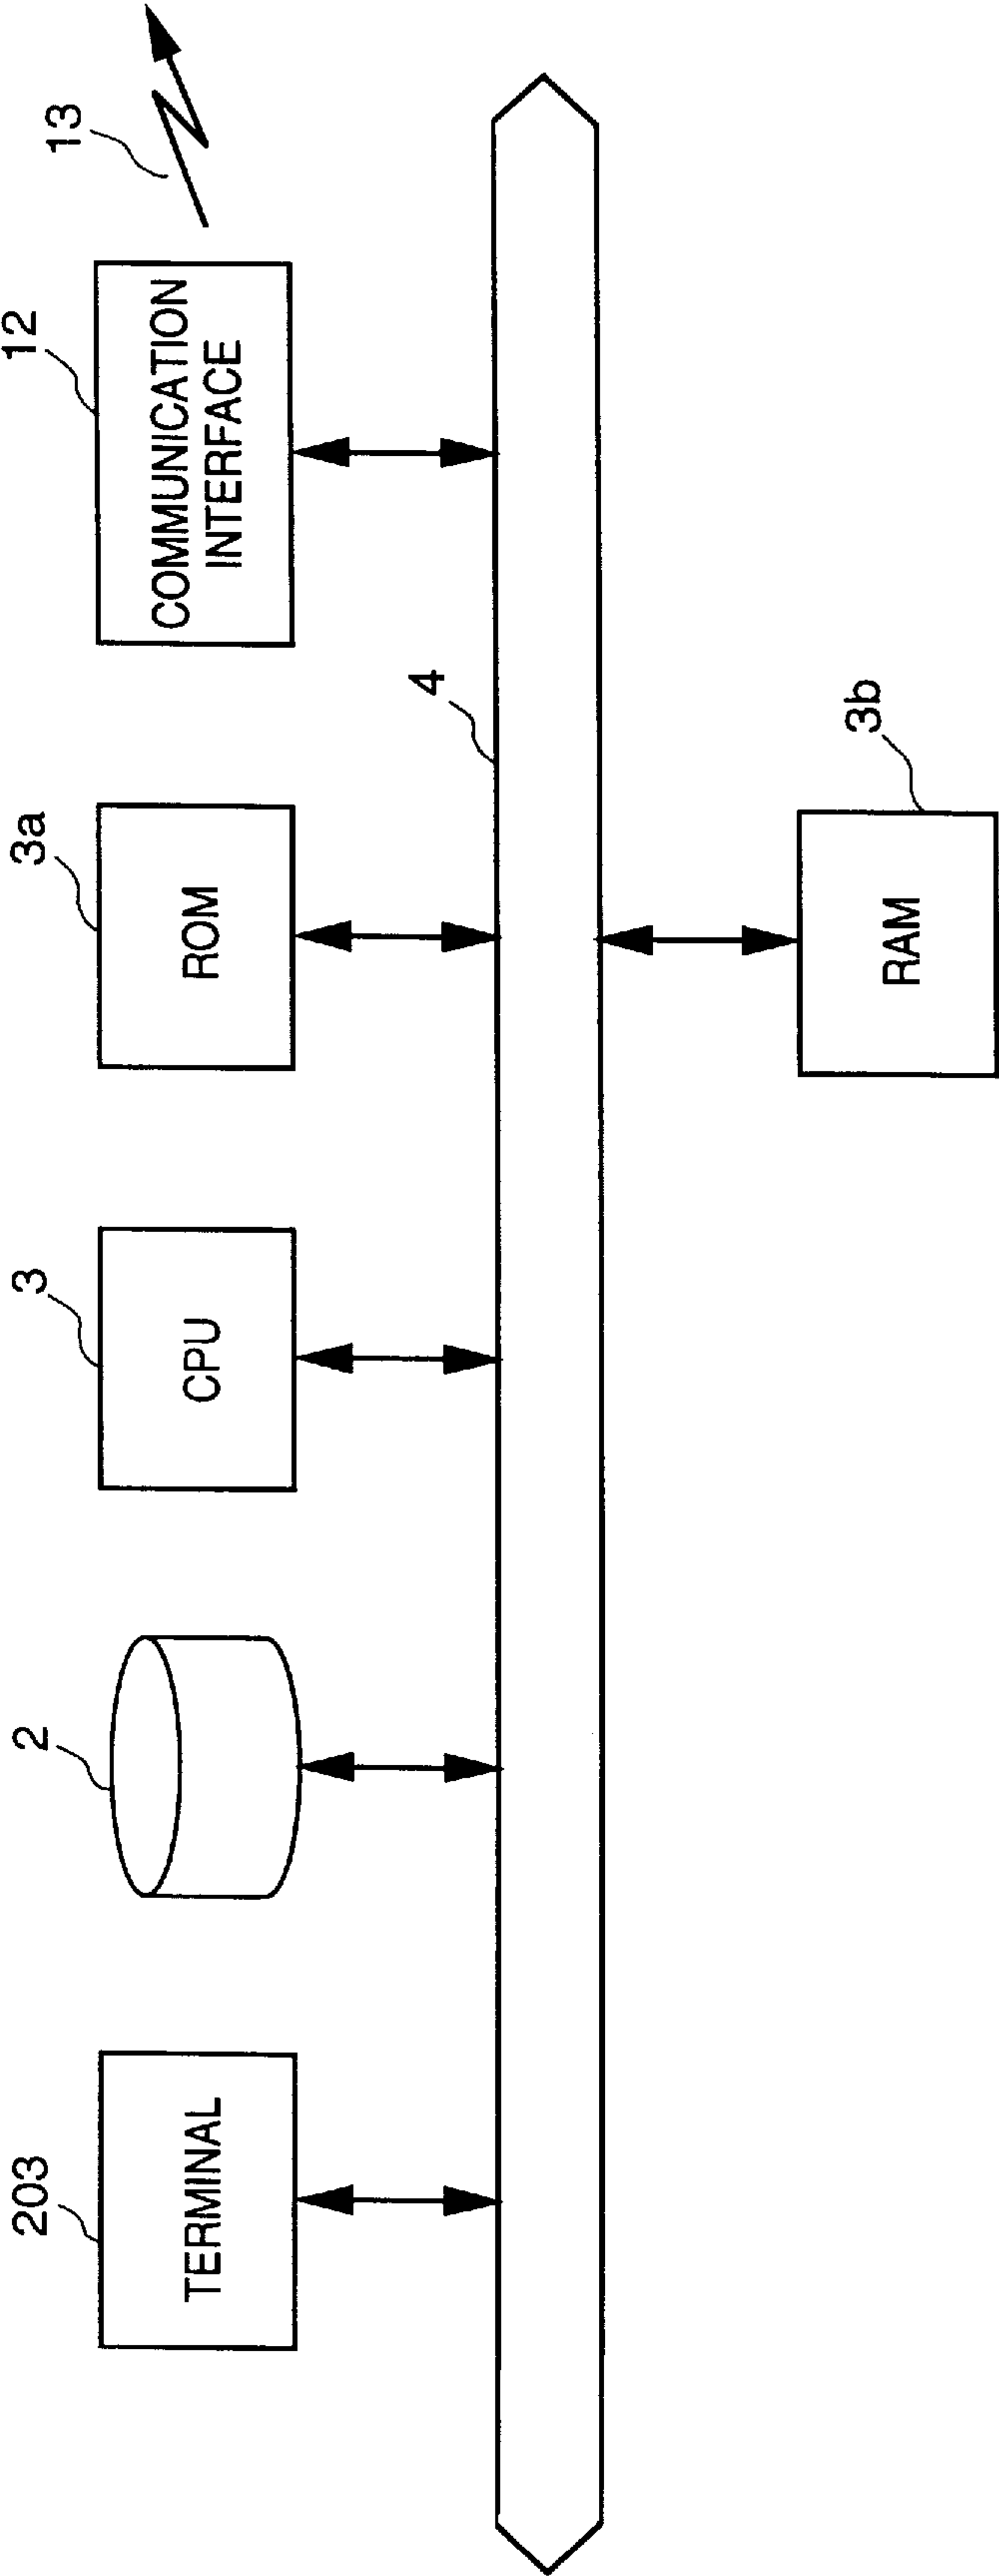 203
TERMINAL
2
3
CPU
3a
ROM
4
12
COMMUNICATION
INTERFACE
13
3b
RAM